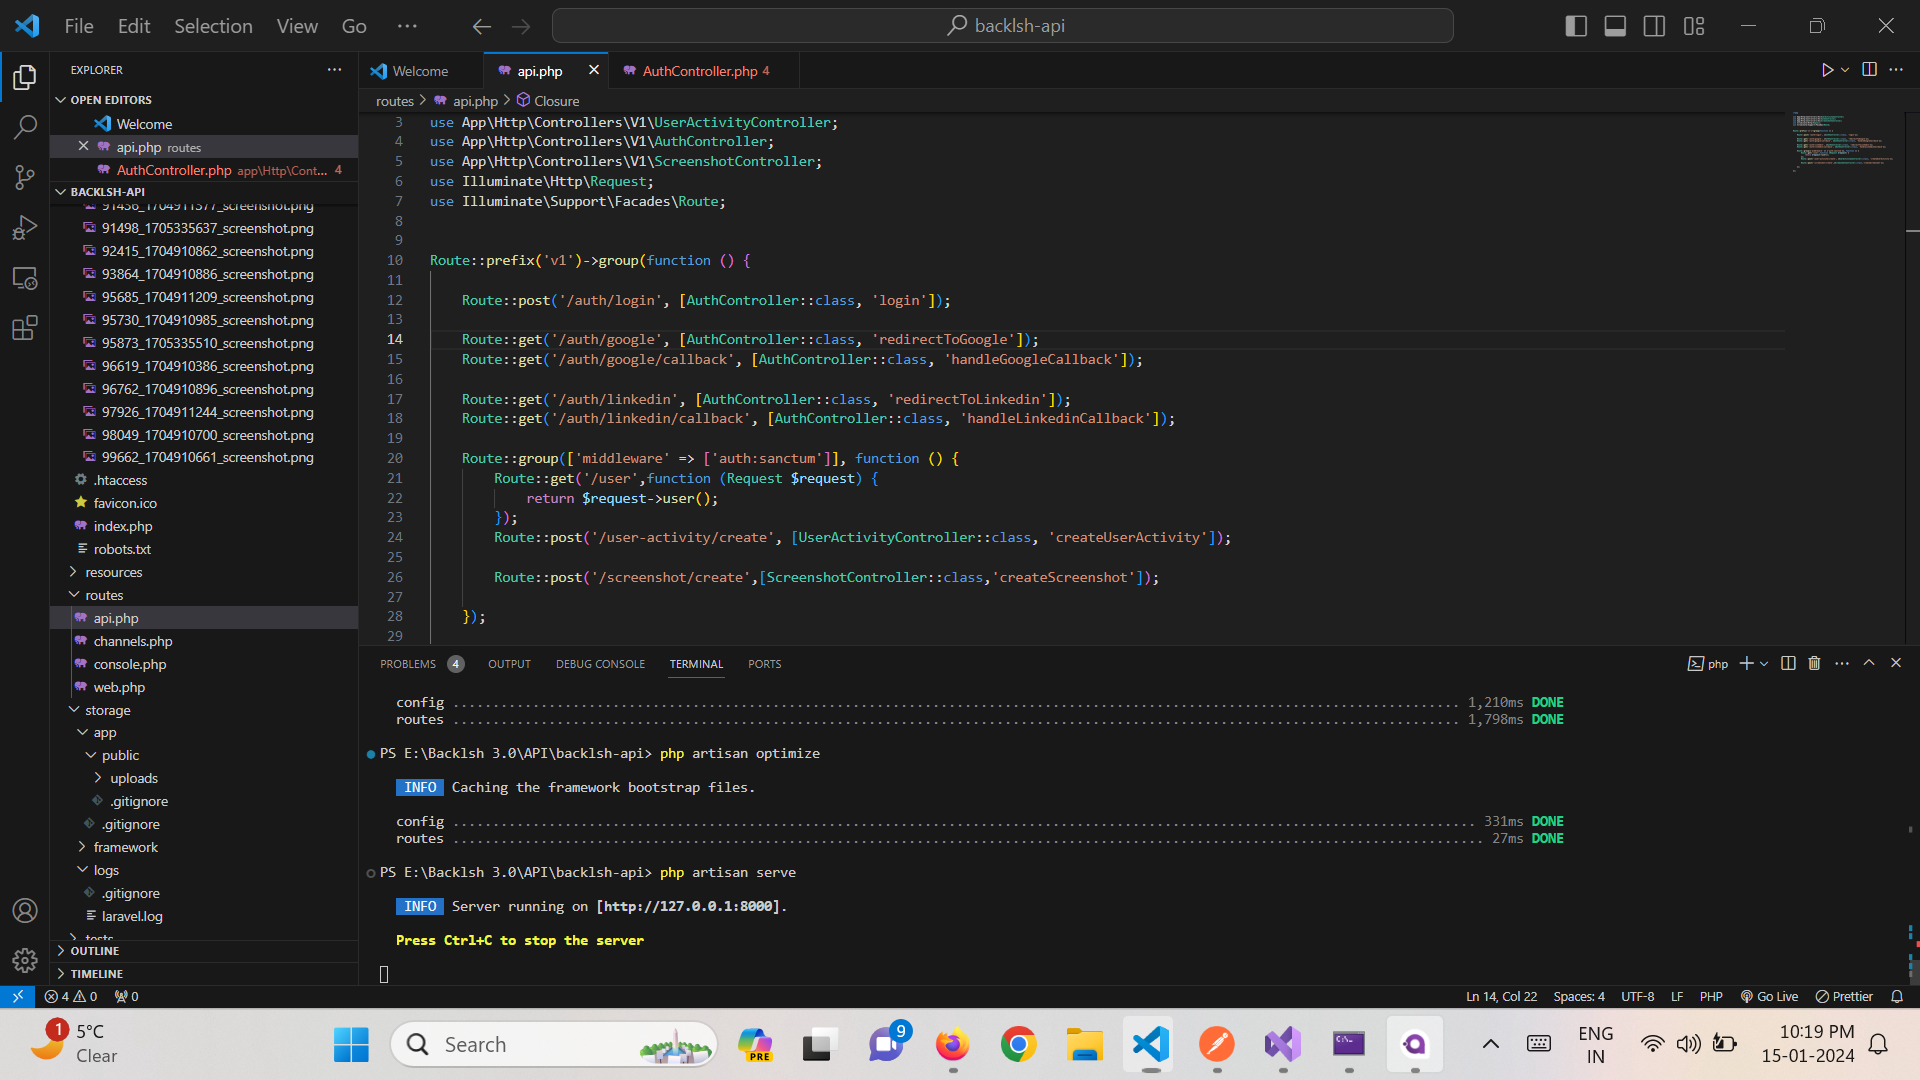 File Edit Selection View Go ···
backlsh-api
EXPLORER
OPEN EDITORS
Welcome
api.php routes
AuthController.php app\Http\Cont... 4
BACKLSH-API
91436_1704911377_screenshot.png
91498_1705335637_screenshot.png
92415_1704910862_screenshot.png
93864_1704910886_screenshot.png
95685_1704911209_screenshot.png
95730_1704910985_screenshot.png
95873_1705335510_screenshot.png
96619_1704910386_screenshot.png
96762_1704910896_screenshot.png
97926_1704911244_screenshot.png
98049_1704910700_screenshot.png
99662_1704910661_screenshot.png
.htaccess
favicon.ico
index.php
robots.txt
resources
routes
api.php
channels.php
console.php
web.php
storage
app
public
uploads
.gitignore
.gitignore
framework
logs
.gitignore
laravel.log
tests
OUTLINE
TIMELINE
Welcome api.php AuthController.php 4
routes > api.php > Closure
3 use App\Http\Controllers\V1\UserActivityController;
4 use App\Http\Controllers\V1\AuthController;
5 use App\Http\Controllers\V1\ScreenshotController;
6 use Illuminate\Http\Request;
7 use Illuminate\Support\Facades\Route;
8
9
10 Route::prefix('v1')->group(function () {
11
12 Route::post('/auth/login', [AuthController::class, 'login']);
13
14 Route::get('/auth/google', [AuthController::class, 'redirectToGoogle']);
15 Route::get('/auth/google/callback', [AuthController::class, 'handleGoogleCallback']);
16
17 Route::get('/auth/linkedin', [AuthController::class, 'redirectToLinkedin']);
18 Route::get('/auth/linkedin/callback', [AuthController::class, 'handleLinkedinCallback']);
19
20 Route::group(['middleware' => ['auth:sanctum']], function () {
21 Route::get('/user',function (Request $request) {
22 return $request->user();
23 });
24 Route::post('/user-activity/create', [UserActivityController::class, 'createUserActivity']);
25
26 Route::post('/screenshot/create',[ScreenshotController::class,'createScreenshot']);
27
28 });
29
PROBLEMS 4 OUTPUT DEBUG CONSOLE TERMINAL PORTS
php
config ........ 1,210ms DONE
routes ........ 1,798ms DONE
PS E:\Backlsh 3.0\API\backlsh-api> php artisan optimize
INFO Caching the framework bootstrap files.
config ........ 331ms DONE
routes ........ 27ms DONE
PS E:\Backlsh 3.0\API\backlsh-api> php artisan serve
INFO Server running on [http://127.0.0.1:8000].
Press Ctrl+C to stop the server
4 0 0
Ln 14, Col 22 Spaces: 4 UTF-8 LF PHP Go Live Prettier
1
5°C
Clear
Search
PRE
9
ENG
IN
10:19 PM
15-01-2024